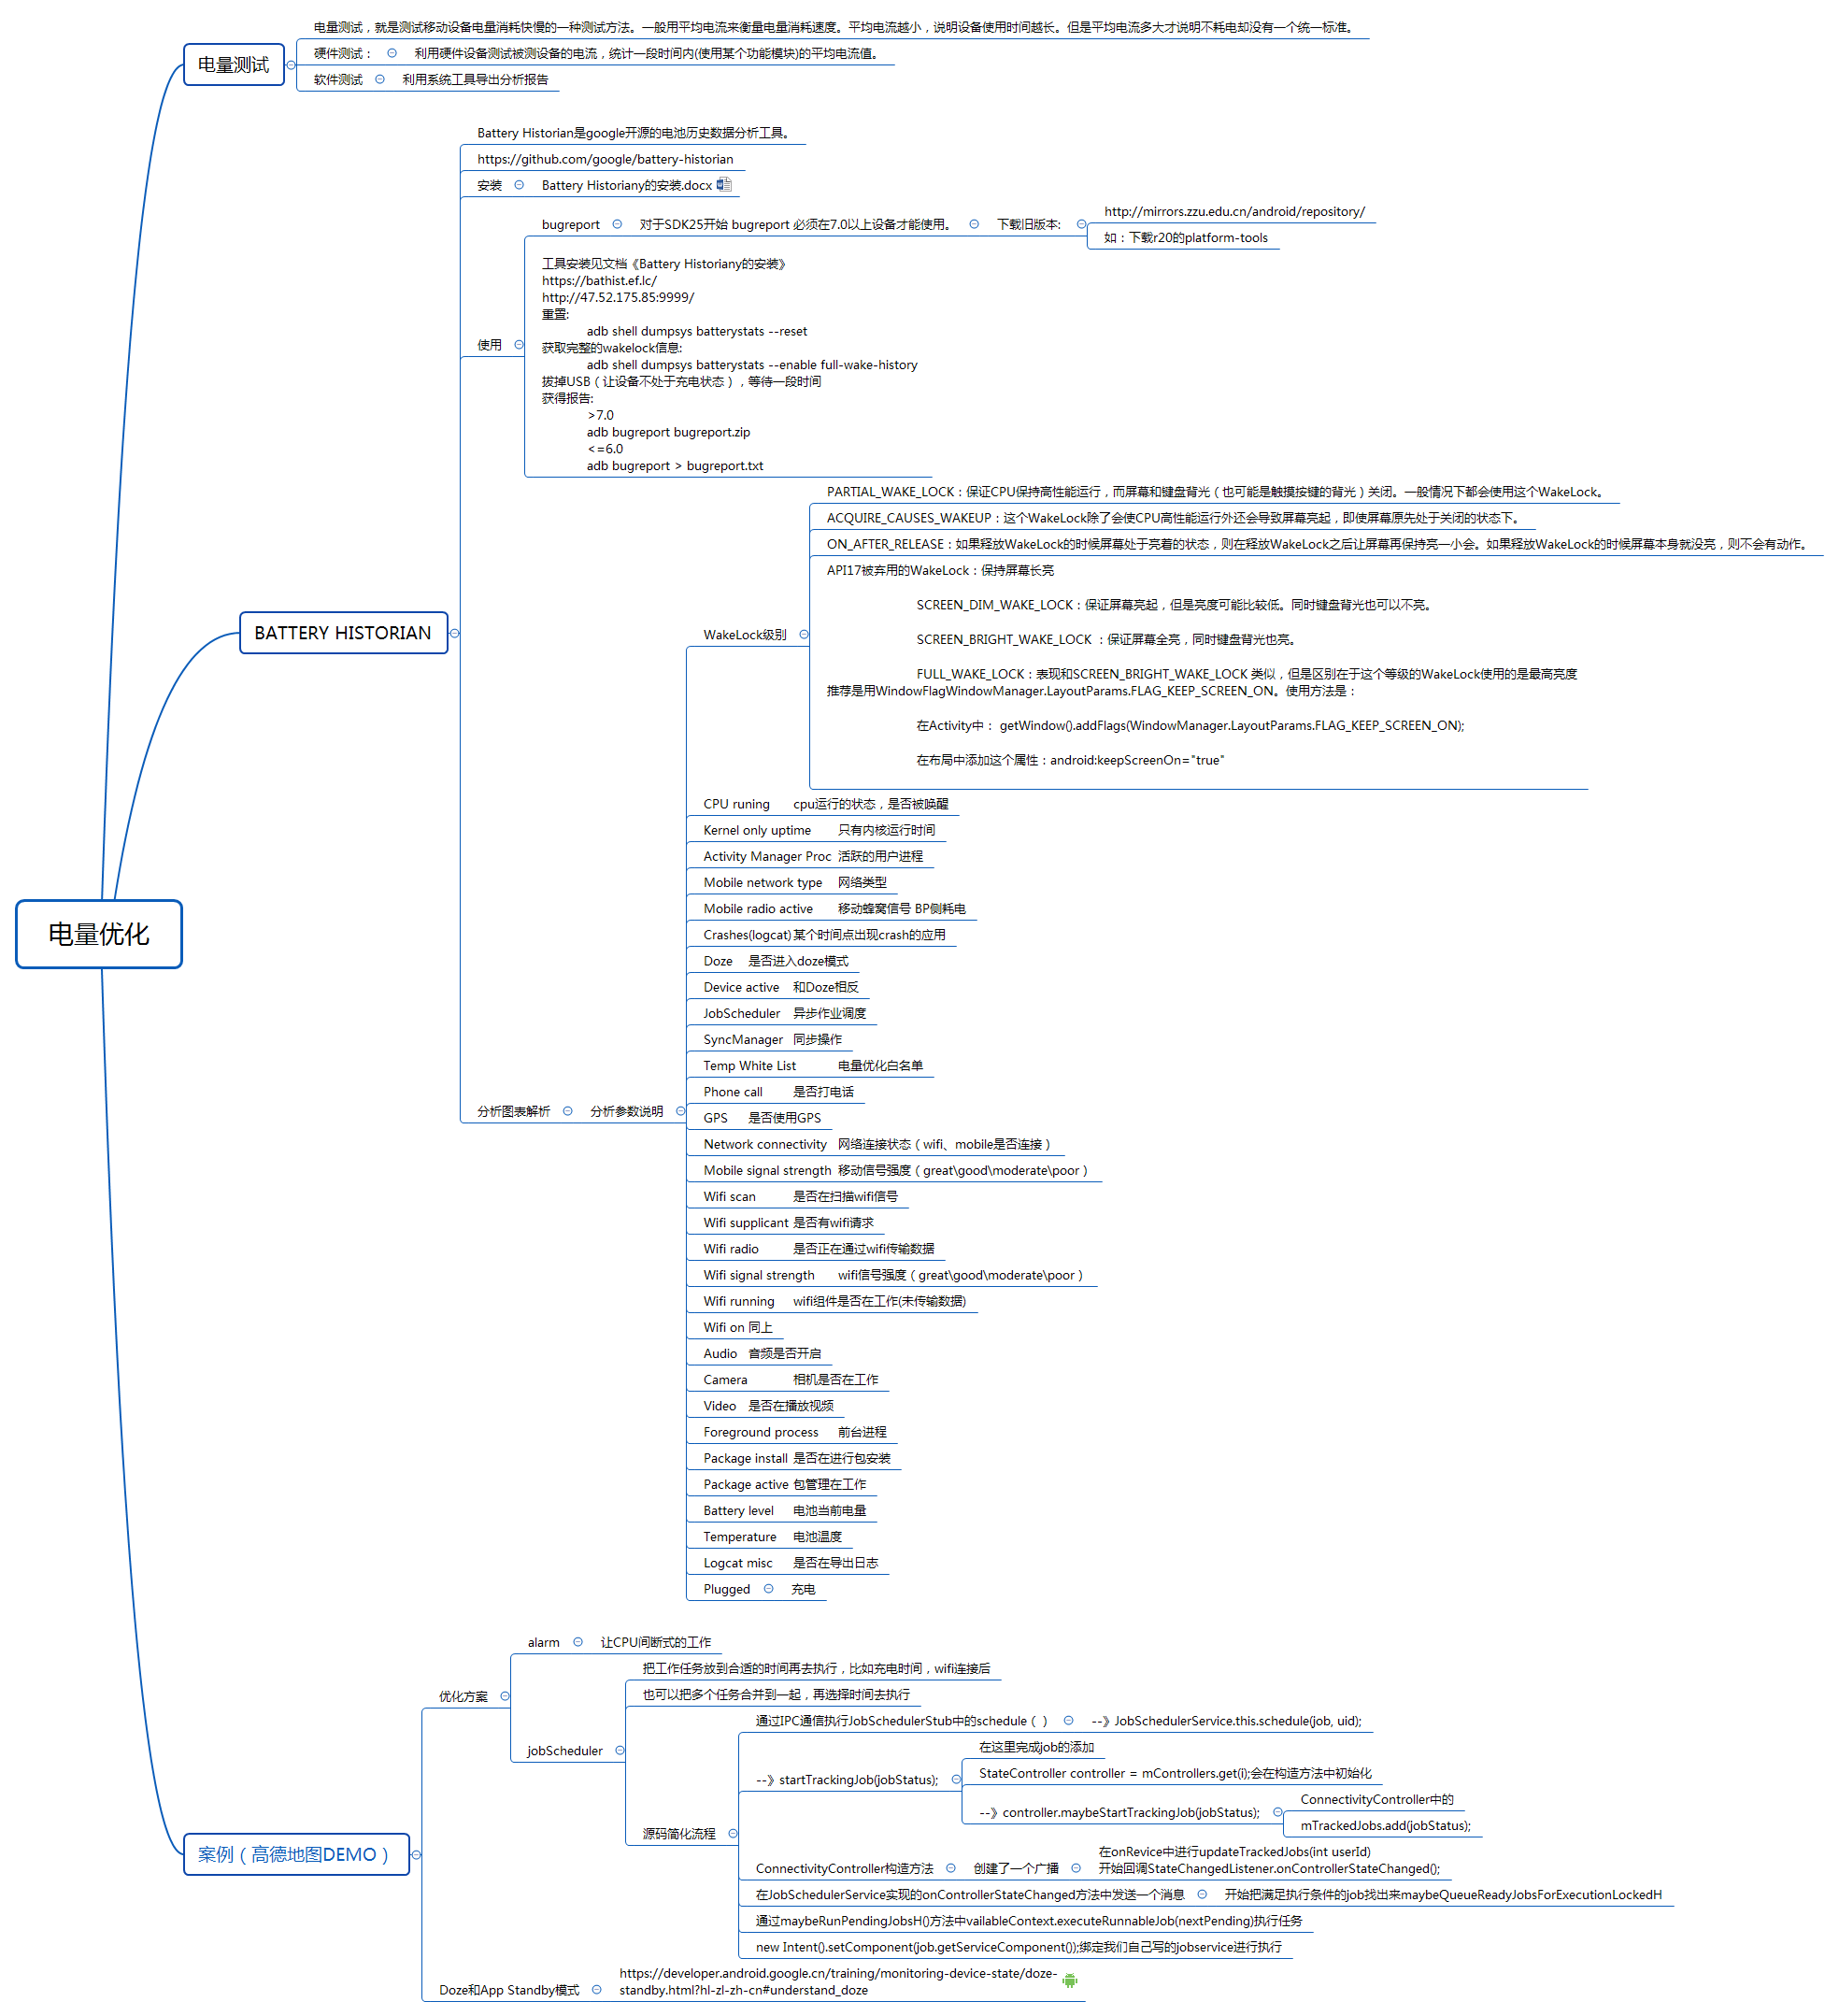 电量测试，就是测试移动设备电量消耗快慢的一种测试方法。一般用平均电流来衡量电量消耗速度。平均电流越小，说明设备使用时间越长。但是平均电流多大才说明不耗电却没有一个统一标准。
电量测试
硬件测试： 利用硬件设备测试被测设备的电流，统计一段时间内(使用某个功能模块)的平均电流值。
软件测试 利用系统工具导出分析报告
Battery Historian是google开源的电池历史数据分析工具。
https://github.com/google/battery-historian
安装 Battery Historiany的安装.docx
bugreport 对于SDK25开始 bugreport 必须在7.0以上设备才能使用。 下载旧版本:
http://mirrors.zzu.edu.cn/android/repository/
如：下载r20的platform-tools
使用
工具安装见文档《Battery Historiany的安装》
https://bathist.ef.lc/
http://47.52.175.85:9999/
重置:
adb shell dumpsys batterystats --reset
获取完整的wakelock信息:
adb shell dumpsys batterystats --enable full-wake-history
拔掉USB（让设备不处于充电状态），等待一段时间
获得报告:
>7.0
adb bugreport bugreport.zip
<=6.0
adb bugreport > bugreport.txt
BATTERY HISTORIAN
WakeLock级别
PARTIAL_WAKE_LOCK：保证CPU保持高性能运行，而屏幕和键盘背光（也可能是触摸按键的背光）关闭。一般情况下都会使用这个WakeLock。
ACQUIRE_CAUSES_WAKEUP：这个WakeLock除了会使CPU高性能运行外还会导致屏幕亮起，即使屏幕原先处于关闭的状态下。
ON_AFTER_RELEASE：如果释放WakeLock的时候屏幕处于亮着的状态，则在释放WakeLock之后让屏幕再保持亮一小会。如果释放WakeLock的时候屏幕本身就没亮，则不会有动作。
API17被弃用的WakeLock：保持屏幕长亮
SCREEN_DIM_WAKE_LOCK：保证屏幕亮起，但是亮度可能比较低。同时键盘背光也可以不亮。
SCREEN_BRIGHT_WAKE_LOCK ：保证屏幕全亮，同时键盘背光也亮。
FULL_WAKE_LOCK：表现和SCREEN_BRIGHT_WAKE_LOCK 类似，但是区别在于这个等级的WakeLock使用的是最高亮度
推荐是用WindowFlagWindowManager.LayoutParams.FLAG_KEEP_SCREEN_ON。使用方法是：
在Activity中： getWindow().addFlags(WindowManager.LayoutParams.FLAG_KEEP_SCREEN_ON);
在布局中添加这个属性：android:keepScreenOn="true"
CPU runing cpu运行的状态，是否被唤醒
Kernel only uptime 只有内核运行时间
Activity Manager Proc 活跃的用户进程
Mobile network type 网络类型
Mobile radio active 移动蜂窝信号 BP侧耗电
Crashes(logcat) 某个时间点出现crash的应用
Doze 是否进入doze模式
Device active 和Doze相反
JobScheduler 异步作业调度
SyncManager 同步操作
Temp White List 电量优化白名单
Phone call 是否打电话
分析图表解析 分析参数说明
GPS 是否使用GPS
Network connectivity 网络连接状态（wifi、mobile是否连接）
Mobile signal strength 移动信号强度（great\good\moderate\poor）
Wifi scan 是否在扫描wifi信号
Wifi supplicant 是否有wifi请求
Wifi radio 是否正在通过wifi传输数据
Wifi signal strength wifi信号强度（great\good\moderate\poor）
Wifi running wifi组件是否在工作(未传输数据)
Wifi on 同上
Audio 音频是否开启
Camera 相机是否在工作
Video 是否在播放视频
Foreground process 前台进程
Package install 是否在进行包安装
Package active 包管理在工作
Battery level 电池当前电量
Temperature 电池温度
Logcat misc 是否在导出日志
Plugged 充电
电量优化
案例（高德地图DEMO）
优化方案
alarm 让CPU间断式的工作
jobScheduler
把工作任务放到合适的时间再去执行，比如充电时间，wifi连接后
也可以把多个任务合并到一起，再选择时间去执行
源码简化流程
通过IPC通信执行JobSchedulerStub中的schedule（ ） --》JobSchedulerService.this.schedule(job, uid);
--》startTrackingJob(jobStatus);
在这里完成job的添加
StateController controller = mControllers.get(i);会在构造方法中初始化
--》controller.maybeStartTrackingJob(jobStatus);
ConnectivityController中的
mTrackedJobs.add(jobStatus);
ConnectivityController构造方法 创建了一个广播
在onRevice中进行updateTrackedJobs(int userId)
开始回调StateChangedListener.onControllerStateChanged();
在JobSchedulerService实现的onControllerStateChanged方法中发送一个消息 开始把满足执行条件的job找出来maybeQueueReadyJobsForExecutionLockedH
通过maybeRunPendingJobsH()方法中vailableContext.executeRunnableJob(nextPending)执行任务
new Intent().setComponent(job.getServiceComponent());绑定我们自己写的jobservice进行执行
Doze和App Standby模式
https://developer.android.google.cn/training/monitoring-device-state/doze-
standby.html?hl-zl-zh-cn#understand_doze